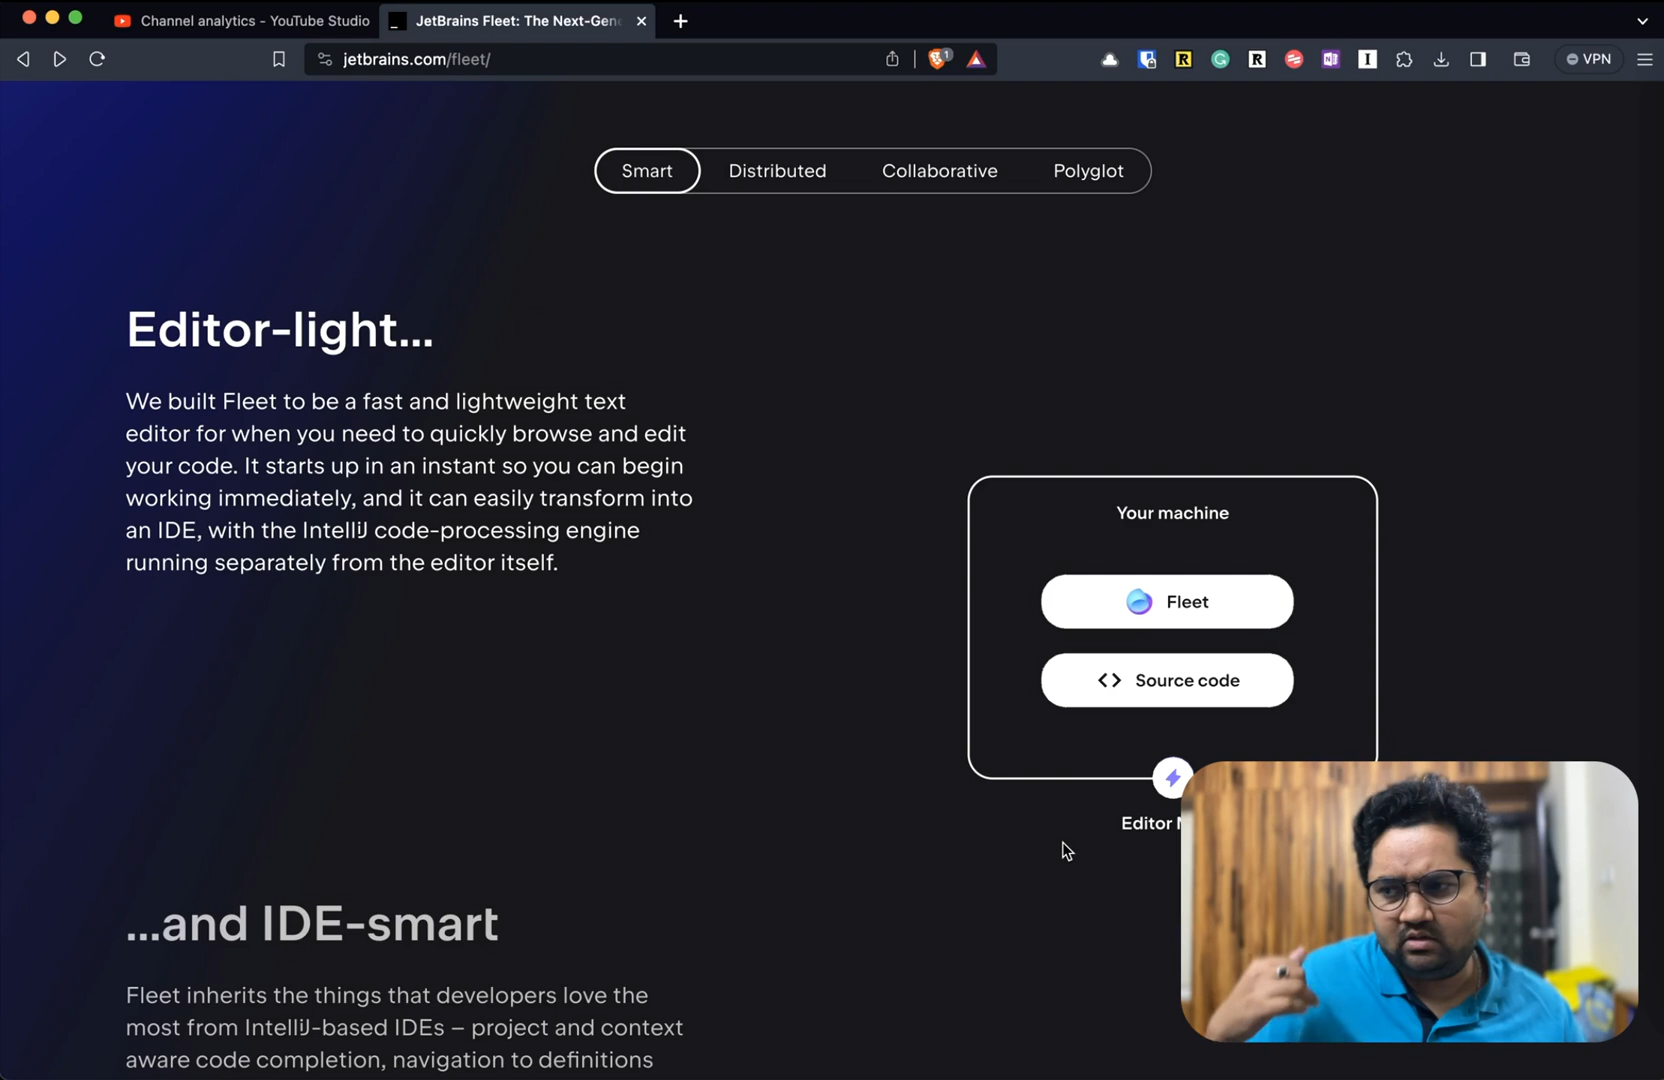 Channel analytics - YouTube Studio
JetBrains Fleet: The Next-Gen
jetbrains.com/fleet/
1
VPN
Smart
Distributed
Collaborative
Polyglot
Editor-light...
We built Fleet to be a fast and lightweight text
editor for when you need to quickly browse and edit
your code. It starts up in an instant so you can begin
working immediately, and it can easily transform into
an IDE, with the IntelliJ code-processing engine
running separately from the editor itself.
Your machine
Fleet
Source code
Editor
...and IDE-smart
Fleet inherits the things that developers love the
most from IntelliJ-based IDEs – project and context
aware code completion, navigation to definitions